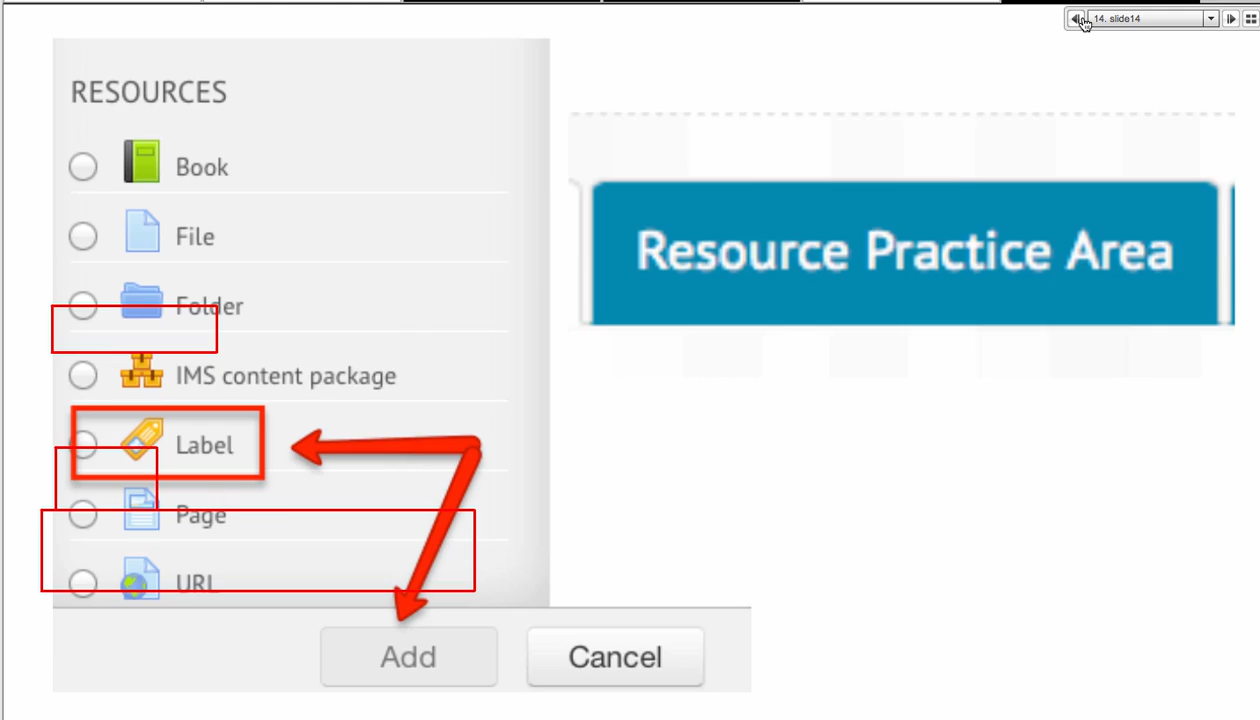 14. slide14
RESOURCES
Book
File
Folder
IMS content package
Label
Page
URL
Add
Cancel
Resource Practice Area